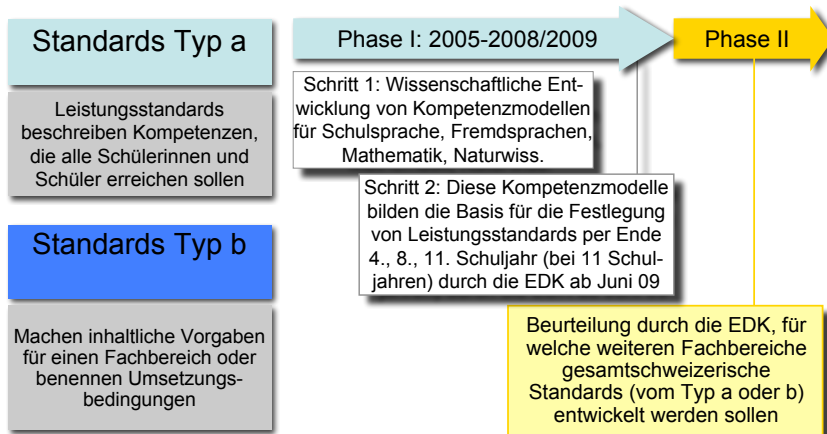 Standards Typ a
Leistungsstandards
beschreiben Kompetenzen,
die alle Schülerinnen und
Schüler erreichen sollen
Standards Typ b
Machen inhaltliche Vorgaben
für einen Fachbereich oder
benennen Umsetzungs-
bedingungen
Phase I: 2005-2008/2009
Phase II
Schritt 1: Wissenschaftliche Ent-
wicklung von Kompetenzmodellen
für Schulsprache, Fremdsprachen,
Mathematik, Naturwiss.
Schritt 2: Diese Kompetenzmodelle
bilden die Basis für die Festlegung
von Leistungsstandards per Ende
4., 8., 11. Schuljahr (bei 11 Schul-
jahren) durch die EDK ab Juni 09
Beurteilung durch die EDK, für
welche weiteren Fachbereiche
gesamtschweizerische
Standards (vom Typ a oder b)
entwickelt werden sollen